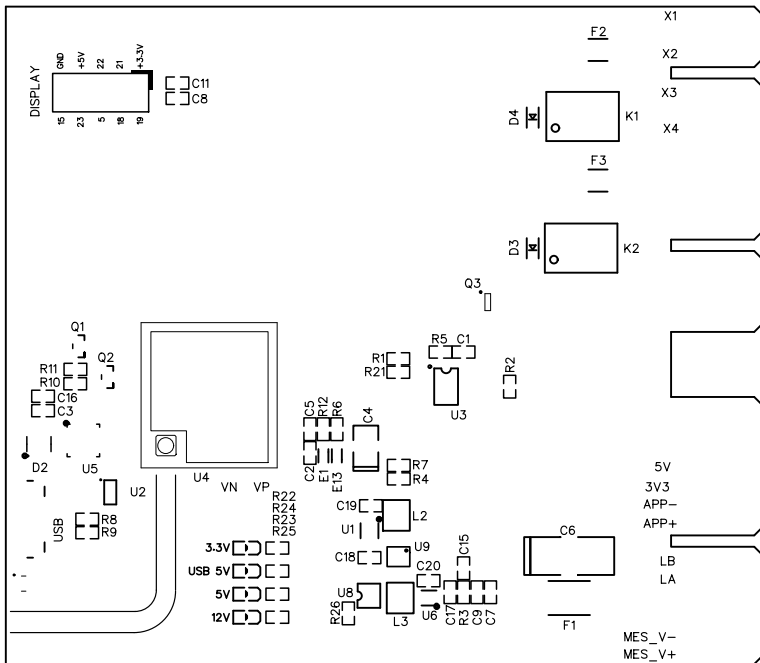 X1
F2
X2
GND +5V 22 21 +3.3V
DISPLAY
C11
C8
X3
15 23 5 18 19
D4
K1
X4
F3
D3
K2
Q3
Q1
R5 C1
R11
Q2
R1
R2
R10
R21
C16
C3
U3
C5 R12 R6 C4
D2
U5
C2 E1 E13
R7
R4
5V
3V3
U4
VN VP
U2
R22
R24
R23
R25
C19
L2
APP-
APP+
USB
R8
R9
U1
3.3V
U9
C18
C15
C6
LB
USB 5V
C20
LA
5V
U8
12V
R26
L3
U6
C17 R3 C9 C7
F1
MES_V-
MES_V+